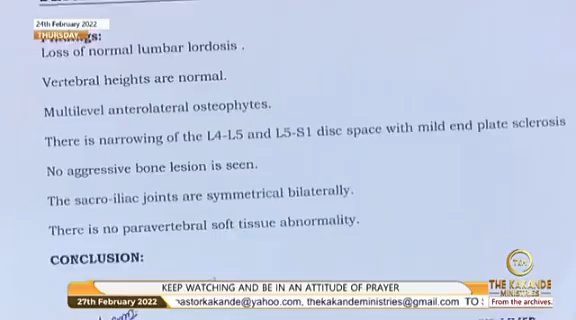 24th February 2022
THURSDAY
Loss of normal lumbar lordosis .
Vertebral heights are normal.
Multilevel anterolateral osteophytes.
There is narrowing of the L4-L5 and L5-S1 disc space with mild end plate sclerosis
No aggressive bone lesion is seen.
The sacro-iliac joints are symmetrical bilaterally.
There is no paravertebral soft tissue abnormality.
CONCLUSION:
KEEP WATCHING AND BE IN AN ATTITUDE OF PRAYER
THE KAKANDE
MINISTRIES
27th February 2022
pastorkakande@yahoo.com, thekakandeministries@gmail.com TO
From the archives.